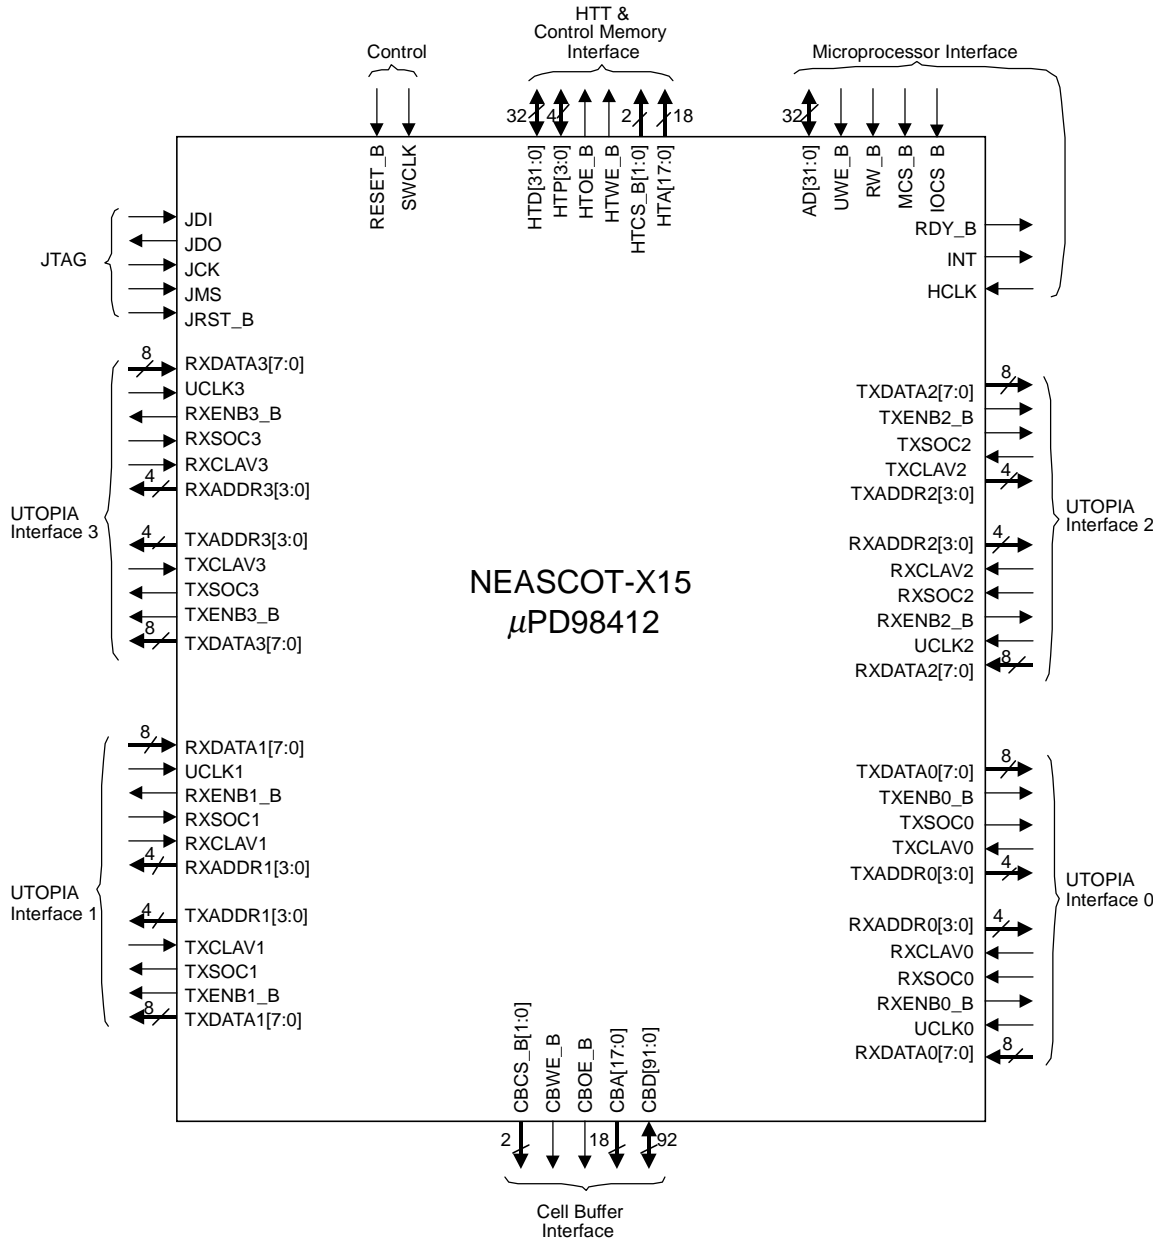 HTT &
Control Memory
Interface
Control
Microprocessor Interface
32
4
2
18
32
RESET_B
SWCLK
HTD[31:0]
HTP[3:0]
HTOE_B
HTWE_B
HTCS_B[1:0]
HTA[17:0]
AD[31:0]
UWE_B
RW_B
MCS_B
IOCS B
JTAG
JDI
JDO
JCK
JMS
JRST_B
RDY_B
INT
HCLK
UTOPIA
Interface 3
8
RXDATA3[7:0]
UCLK3
RXENB3_B
RXSOC3
RXCLAV3
4
RXADDR3[3:0]
4
TXADDR3[3:0]
TXCLAV3
TXSOC3
TXENB3_B
8
TXDATA3[7:0]
8
TXDATA2[7:0]
TXENB2_B
TXSOC2
TXCLAV2
4
TXADDR2[3:0]
4
RXADDR2[3:0]
RXCLAV2
RXSOC2
RXENB2_B
UCLK2
8
RXDATA2[7:0]
UTOPIA
Interface 2
NEASCOT-X15
μPD98412
UTOPIA
Interface 1
8
RXDATA1[7:0]
UCLK1
RXENB1_B
RXSOC1
RXCLAV1
4
RXADDR1[3:0]
4
TXADDR1[3:0]
TXCLAV1
TXSOC1
TXENB1_B
8
TXDATA1[7:0]
8
TXDATA0[7:0]
TXENB0_B
TXSOC0
TXCLAV0
4
TXADDR0[3:0]
4
RXADDR0[3:0]
RXCLAV0
RXSOC0
RXENB0_B
UCLK0
8
RXDATA0[7:0]
UTOPIA
Interface 0
CBCS_B[1:0]
CBWE_B
CBOE_B
CBA[17:0]
CBD[91:0]
2
18
92
Cell Buffer
Interface